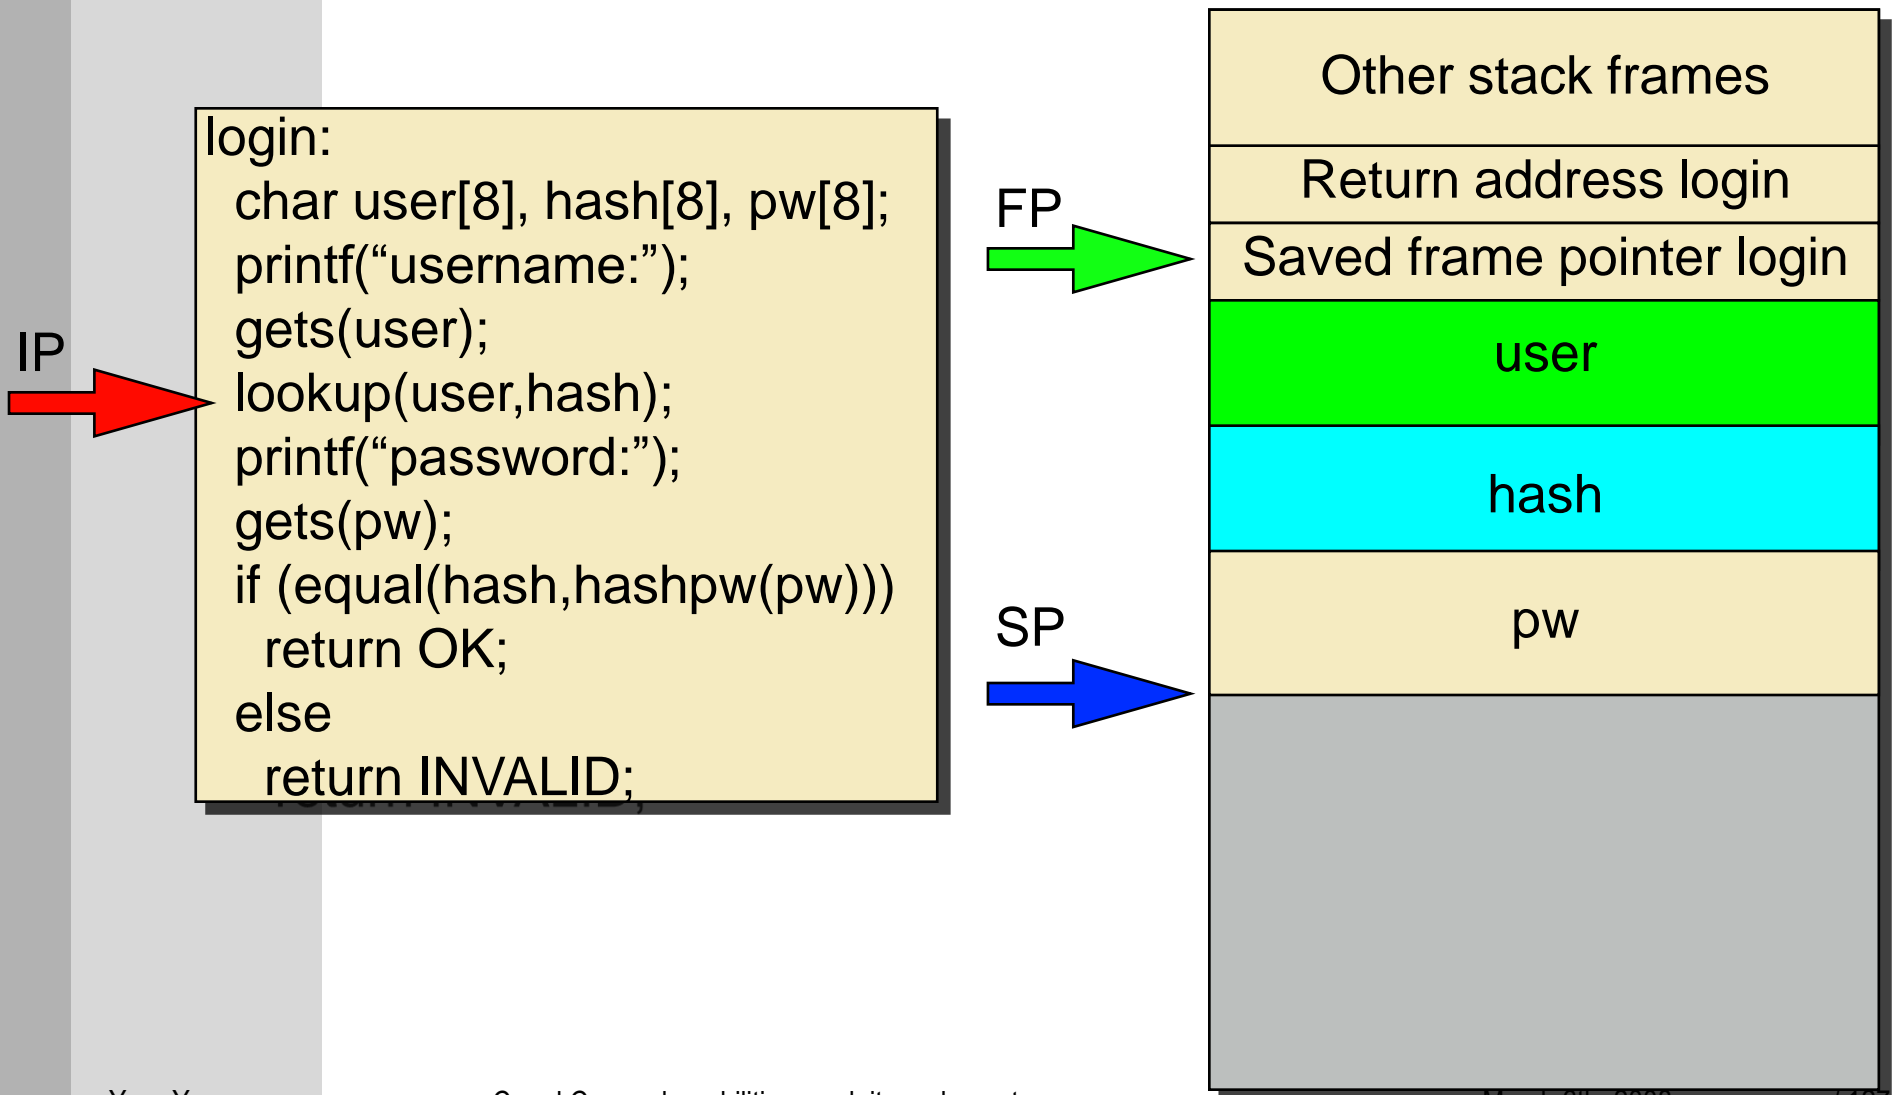 login:
char user[8], hash[8], pw[8];
printf(“username:”);
gets(user);
lookup(user,hash);
printf(“password:”);
gets(pw);
if (equal(hash,hashpw(pw)))
return OK;
else
return INVALID;
IP
FP
SP
Other stack frames
Return address login
Saved frame pointer login
user
hash
pw